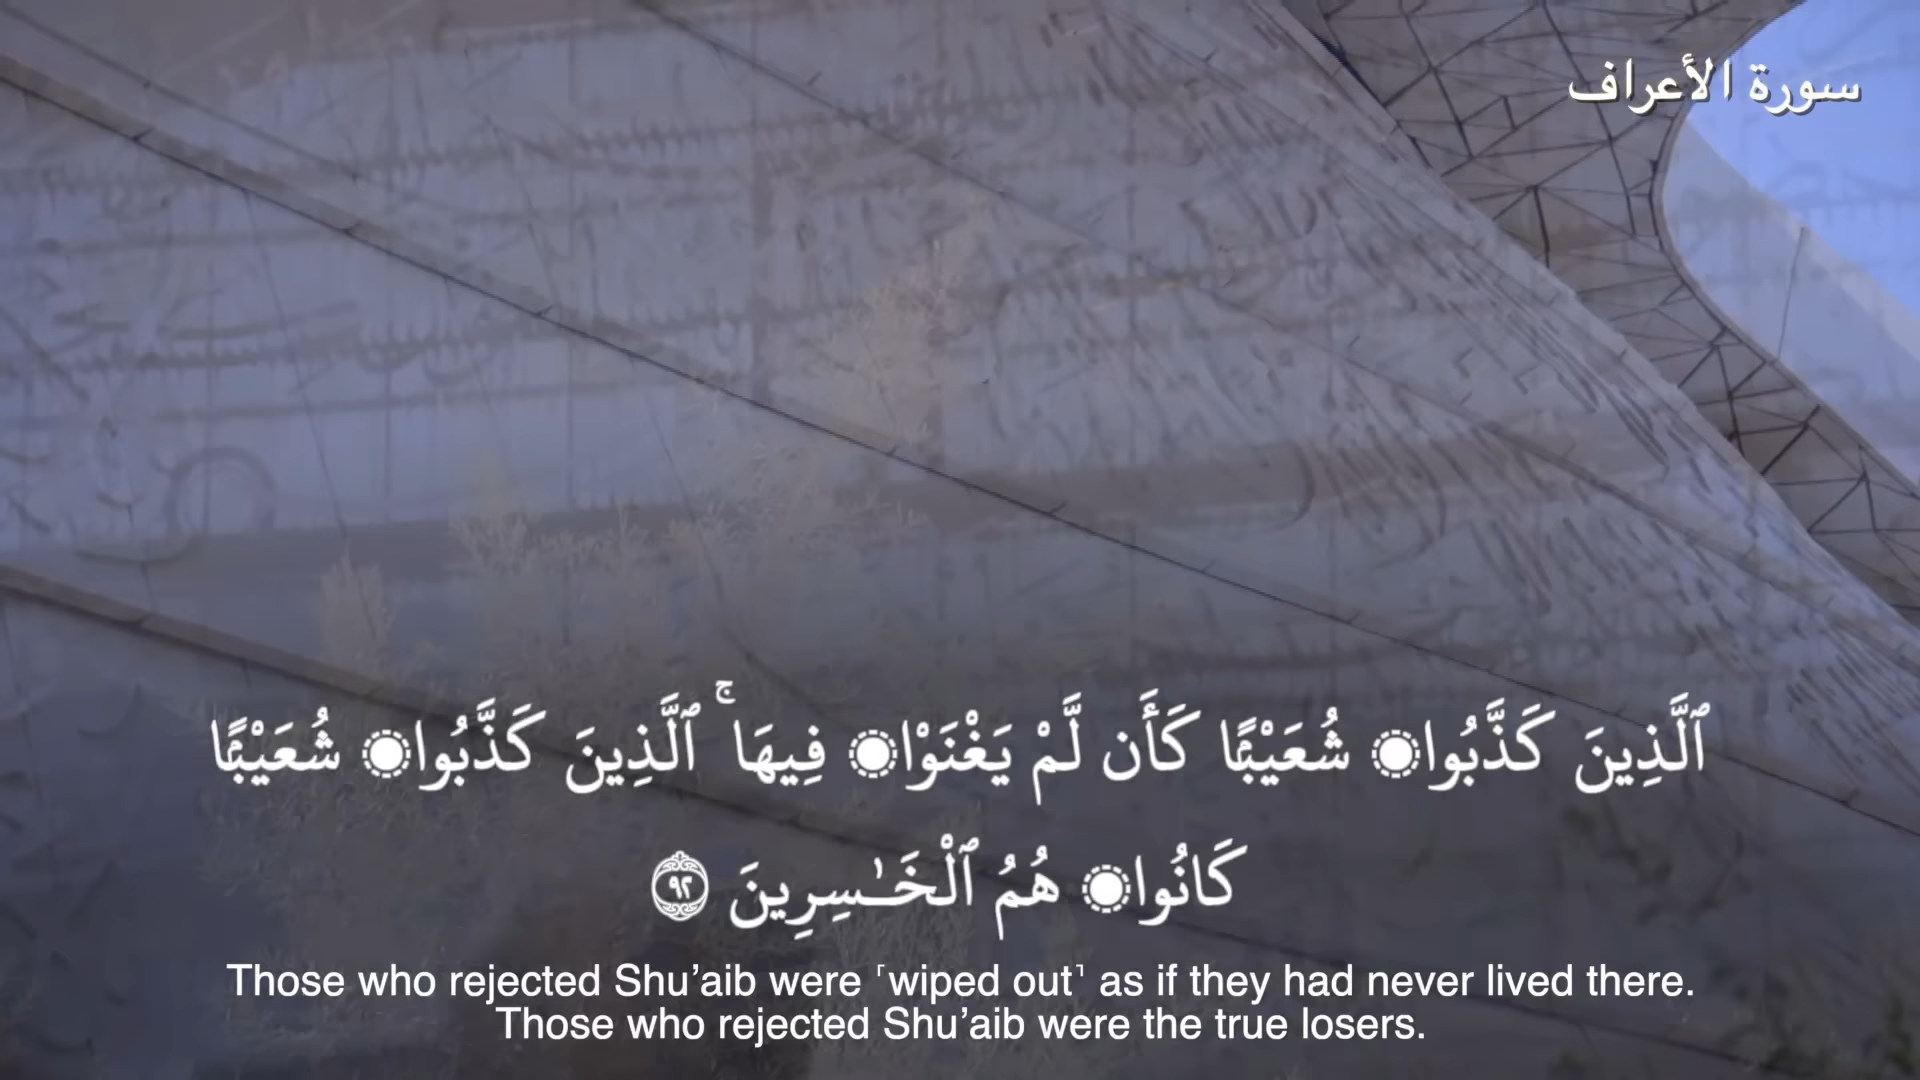 سورة الأعراف
ٱلَّذِينَ كَذَّبُوا۟ شُعَيْبًا كَأَن لَّمْ يَغْنَوْا۟ فِيهَا ۚ ٱلَّذِينَ كَذَّبُوا۟ شُعَيْبًا
كَانُوا۟ هُمُ ٱلْخَـٰسِرِينَ ٩٢
Those who rejected Shu’aib were ˹wiped out˺ as if they had never lived there.
Those who rejected Shu’aib were the true losers.